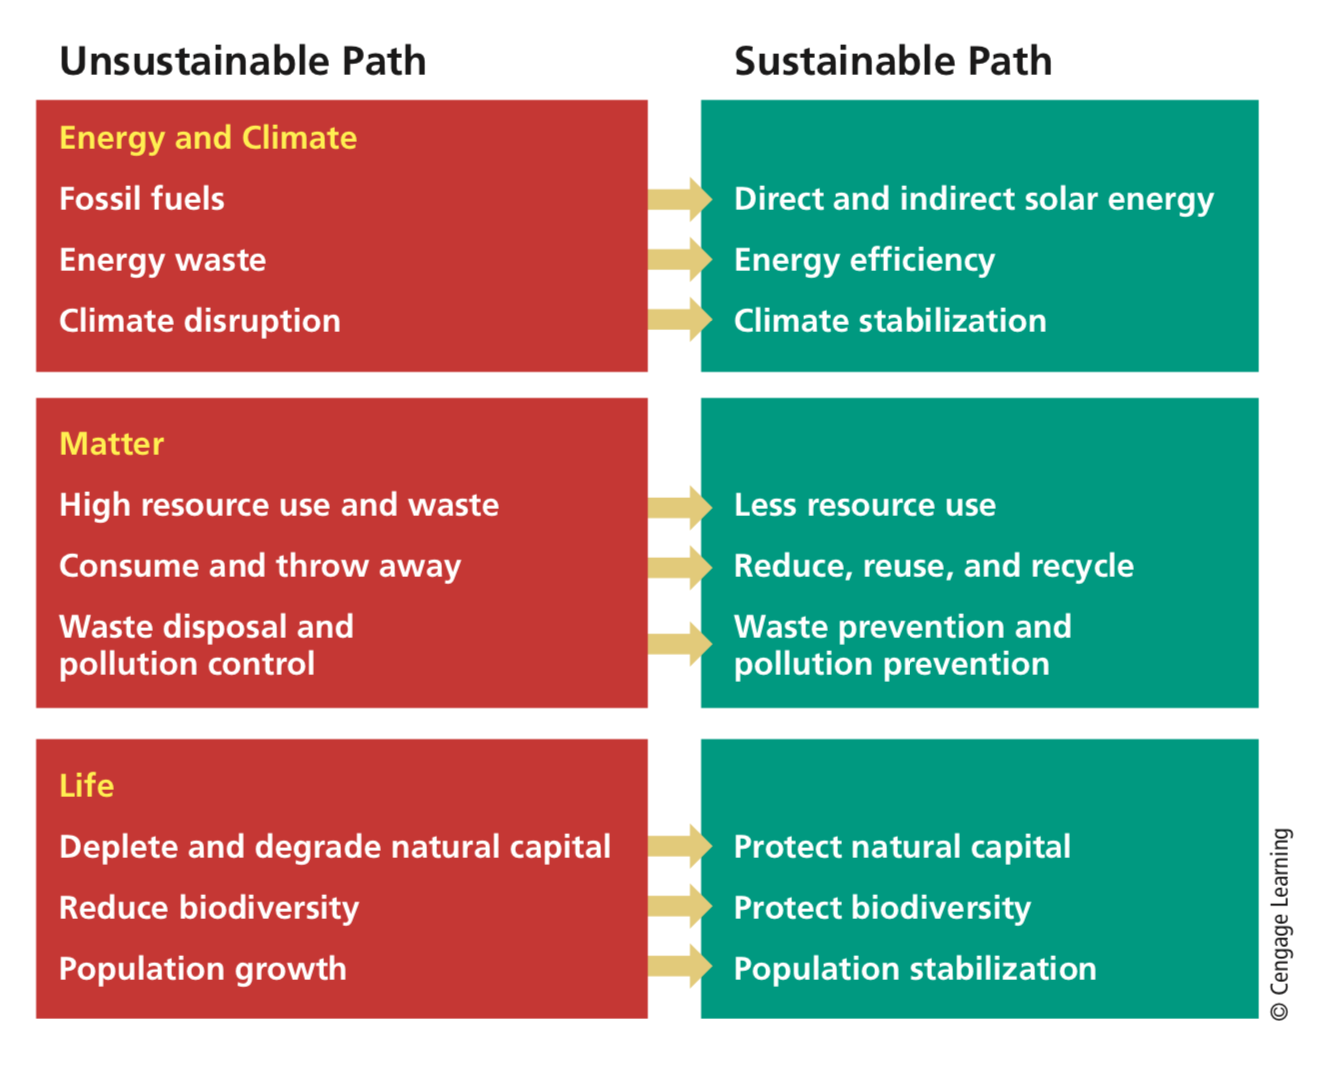 Unsustainable Path
Sustainable Path
Energy and Climate
Fossil fuels
Direct and indirect solar energy
Energy waste
Energy efficiency
Climate disruption
Climate stabilization
Matter
High resource use and waste
Less resource use
Consume and throw away
Reduce, reuse, and recycle
Waste disposal and
pollution control
Waste prevention and
pollution prevention
Life
Deplete and degrade natural capital
Protect natural capital
Reduce biodiversity
Protect biodiversity
Population growth
Population stabilization
© Cengage Learning